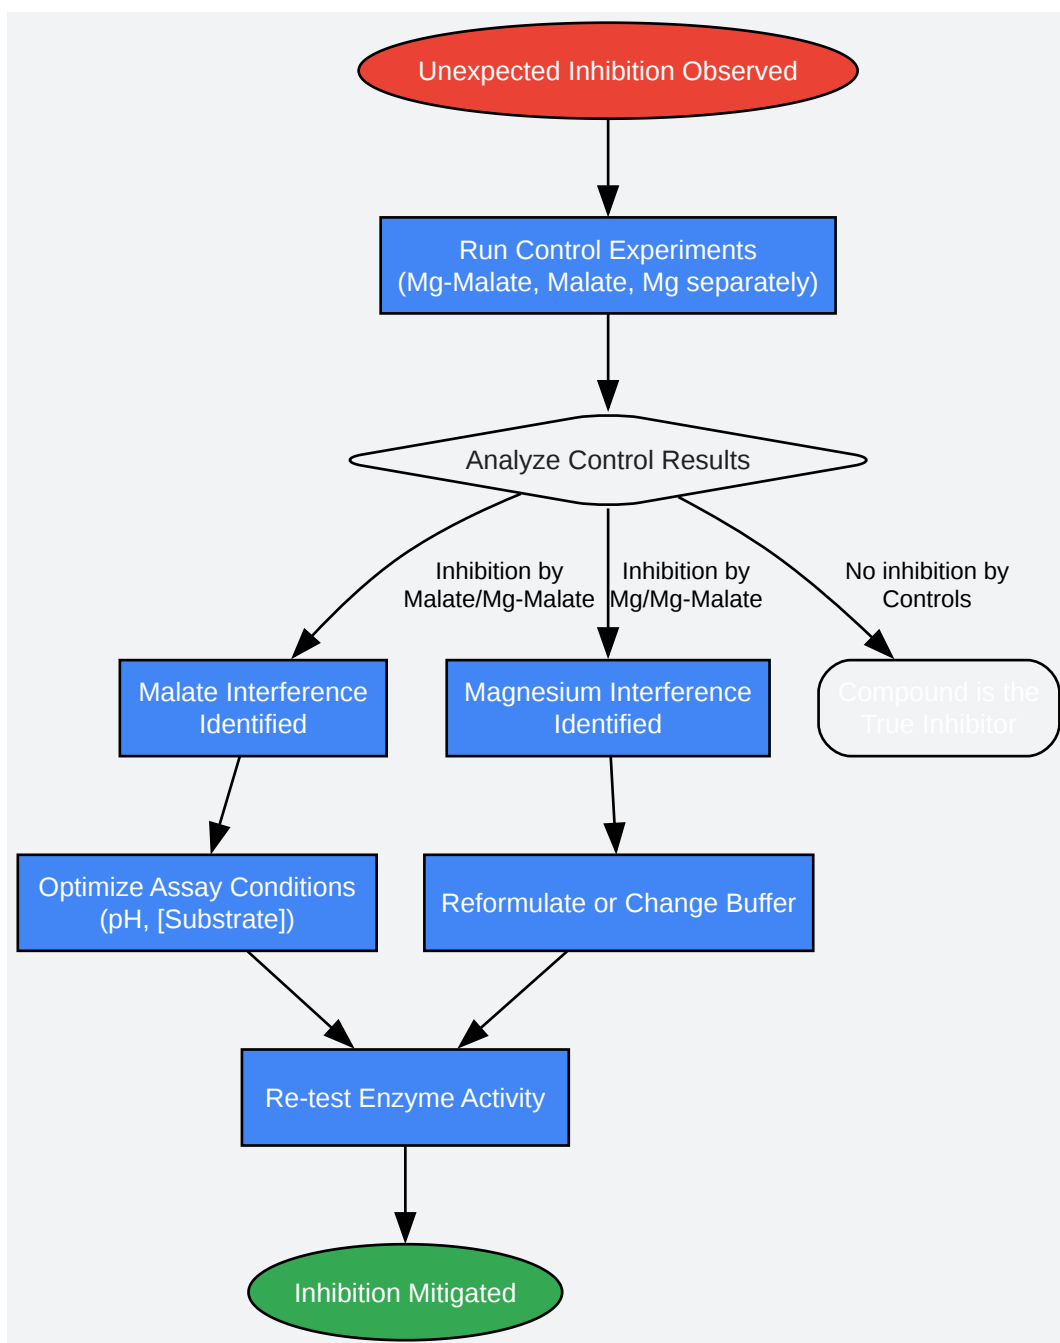 Unexpected Inhibition Observed
Run Control Experiments
(Mg-Malate, Malate, Mg separately)
Analyze Control Results
Inhibition by
Malate/Mg-Malate
Inhibition by
Mg/Mg-Malate
No inhibition by
Controls
Malate Interference
Identified
Magnesium Interference
Identified
Compound is the
True Inhibitor
Optimize Assay Conditions
(pH, [Substrate])
Reformulate or Change Buffer
Re-test Enzyme Activity
Inhibition Mitigated